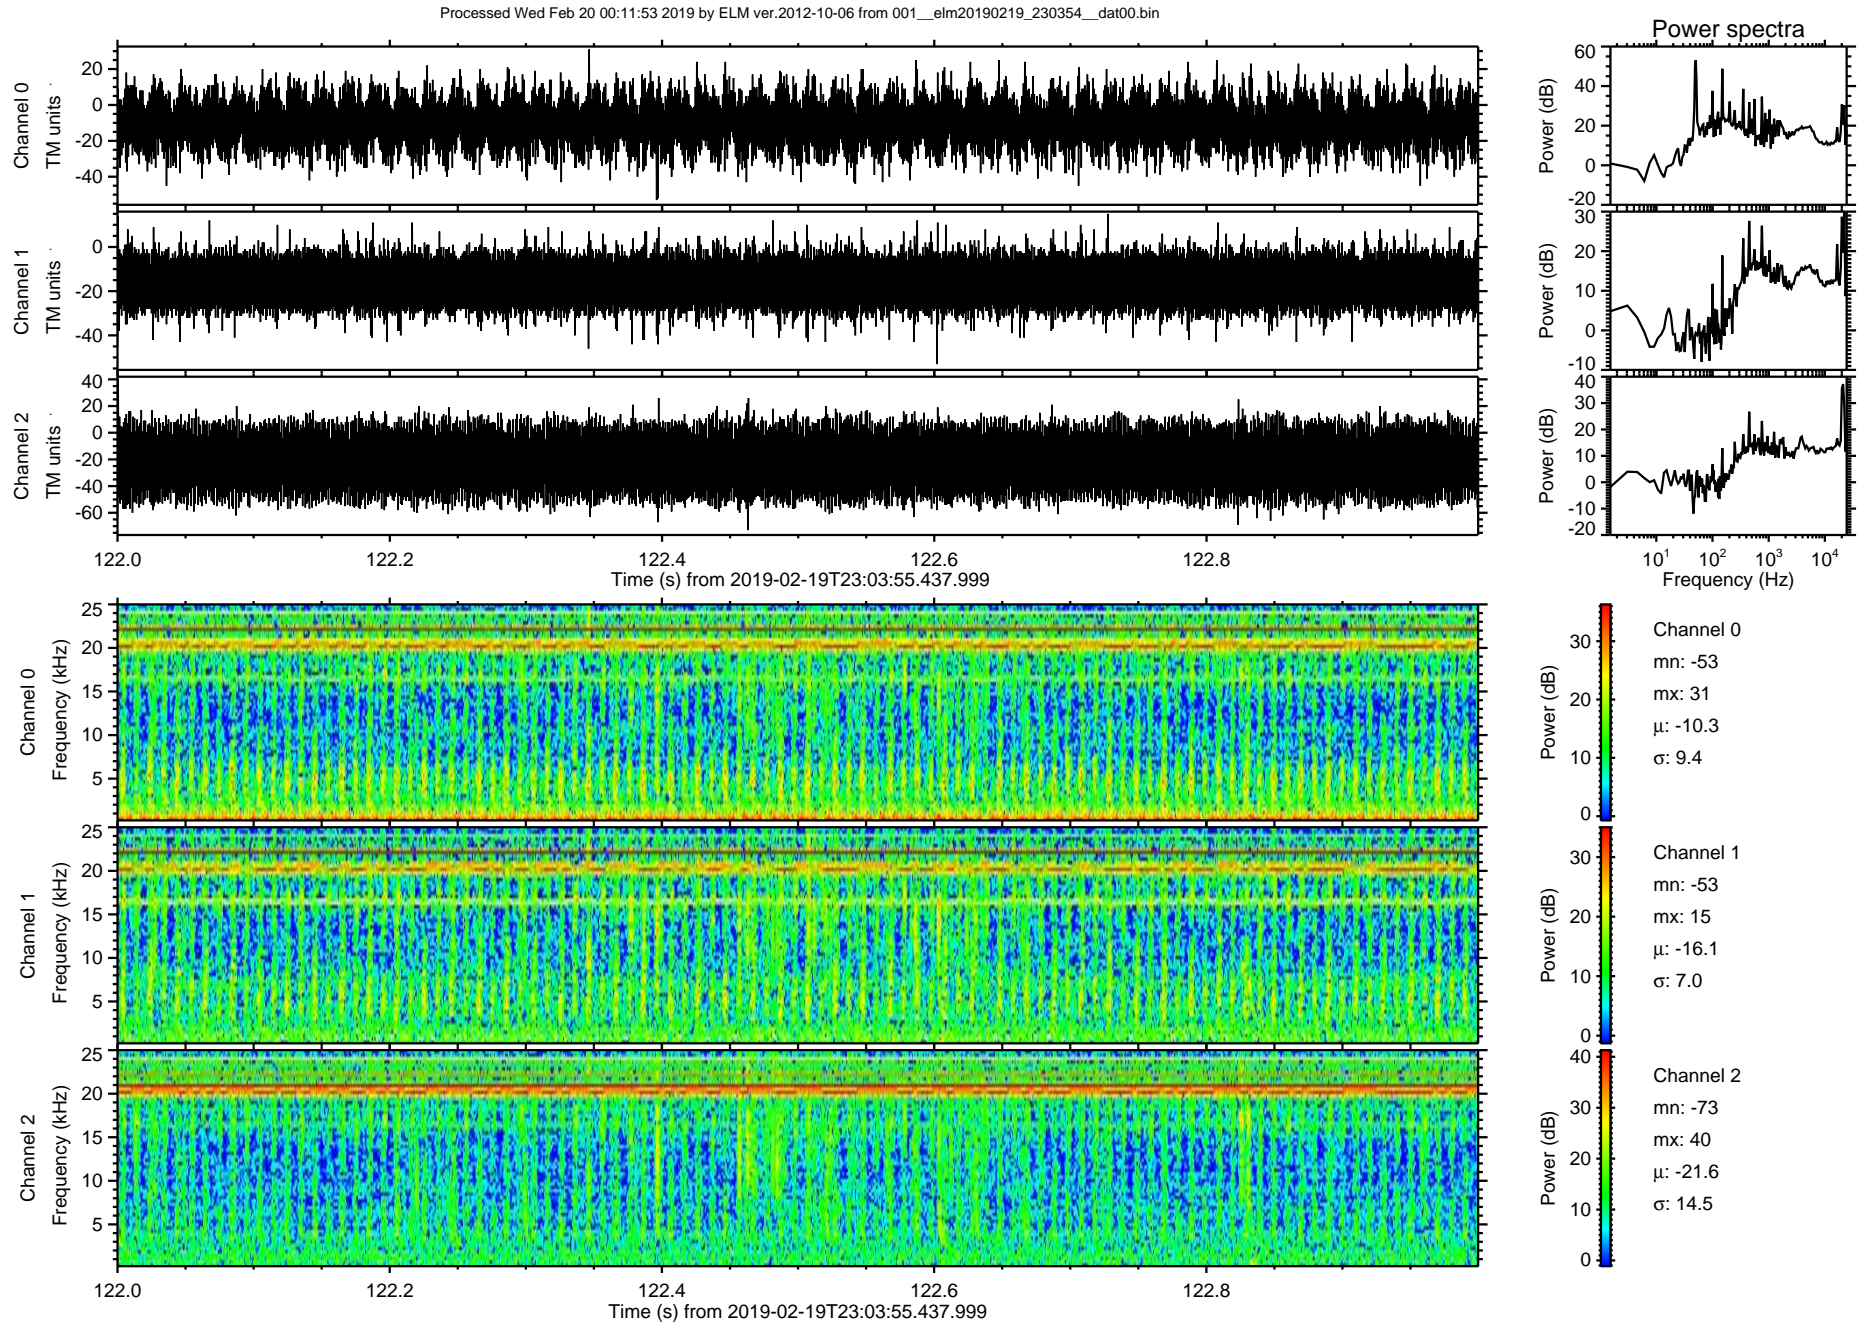 Processed Wed Feb 20 00:11:53 2019 by ELM ver.2012-10-06 from 001__elm20190219_230354__dat00.bin
Power spectra
Channel 0
TM units
20
0
-20
-40
Power (dB)
60
40
20
0
-20
Channel 1
TM units
0
-20
-40
Power (dB)
30
20
10
0
-10
Channel 2
TM units
40
20
0
-20
-40
-60
Power (dB)
40
30
20
10
0
-10
-20
122.0 122.2 122.4 122.6 122.8
Time (s) from 2019-02-19T23:03:55.437.999
10^1 10^2 10^3 10^4
Frequency (Hz)
Channel 0
Frequency (kHz)
25
20
15
10
5
Power (dB)
30
20
10
0
Channel 0
mn: -53
mx: 31
μ: -10.3
σ: 9.4
Channel 1
Frequency (kHz)
25
20
15
10
5
Power (dB)
30
20
10
0
Channel 1
mn: -53
mx: 15
μ: -16.1
σ: 7.0
Channel 2
Frequency (kHz)
25
20
15
10
5
Power (dB)
40
30
20
10
0
Channel 2
mn: -73
mx: 40
μ: -21.6
σ: 14.5
122.0 122.2 122.4 122.6 122.8
Time (s) from 2019-02-19T23:03:55.437.999